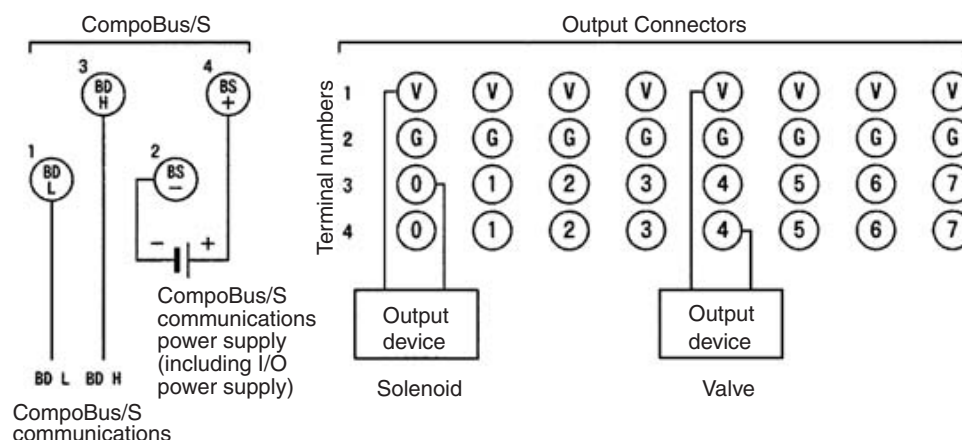 CompoBus/S
3
4
BD
H
BS
+
1
2
BD
L
BS
−
− +
CompoBus/S
communications
power supply
(including I/O
power supply)
BD L BD H
CompoBus/S
communications
Output Connectors
Terminal numbers
1 V V V V V V V V
2 G G G G G G G G
3 0 1 2 3 4 5 6 7
4 0 1 2 3 4 5 6 7
Output
device
Output
device
Solenoid
Valve